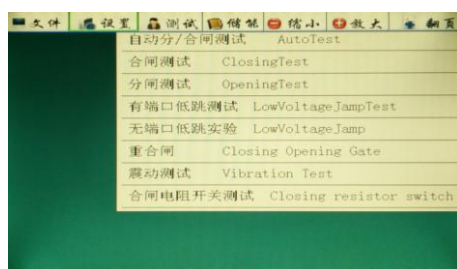 文件 设置 测试 储能 缩小 放大 翻页
自动分/合闸测试 AutoTest
合闸测试 ClosingTest
分闸测试 OpeningTest
有端口低跳测试 LowVoltageJampTest
无端口低跳实验 LowVoltageJamp
重合闸 Closing Opening Gate
震动测试 Vibration Test
合闸电阻开关测试 Closing resistor switch